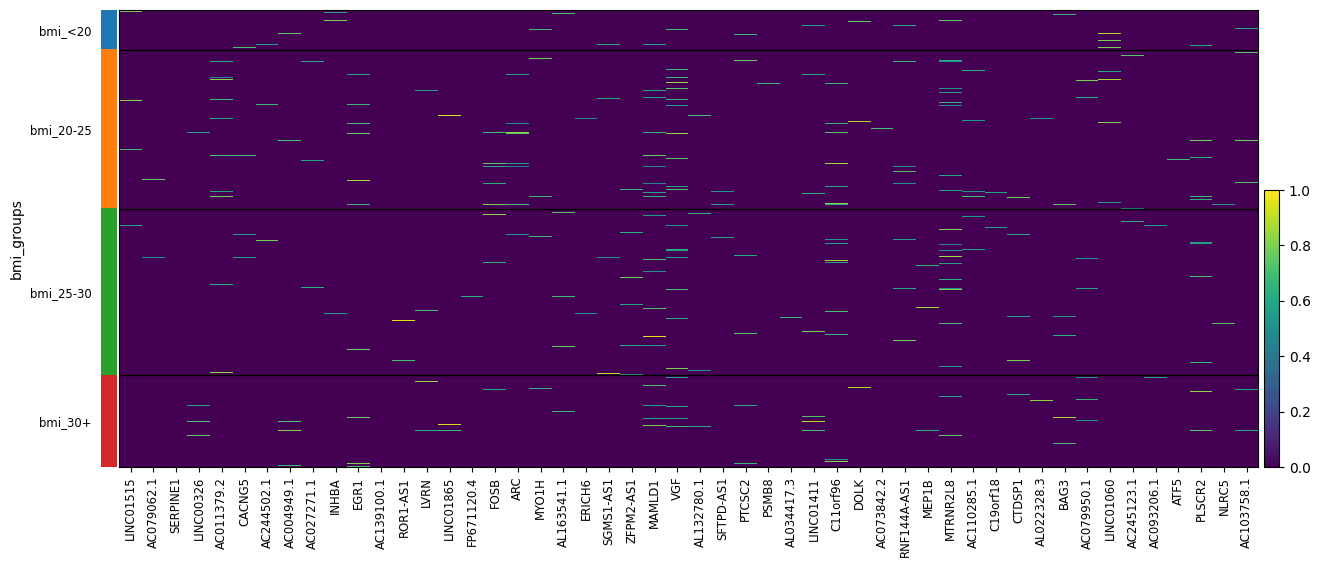 bmi_groups
bmi_<20
bmi_20-25
bmi_25-30
bmi_30+
1.0
0.8
0.6
0.4
0.2
0.0
LINC01515
AC079062.1
SERPINE1
LINC00326
AC011379.2
CACNG5
AC244502.1
AC004949.1
AC027271.1
INHBA
EGR1
AC139100.1
ROR1-AS1
LVRN
LINC01865
FP671120.4
FOSB
ARC
MYO1H
AL163541.1
ERICH6
SGMS1-AS1
ZFPM2-AS1
MAMLD1
VGF
AL132780.1
SFTPD-AS1
PTCSC2
PSMB8
AL034417.3
LINC01411
C11orf96
DOLK
AC073842.2
RNF144A-AS1
MEP1B
MTRNR2L8
AC110285.1
C19orf18
CTDSP1
AL022328.3
BAG3
AC079950.1
LINC01060
AC245123.1
AC093206.1
ATF5
PLSCR2
NLRC5
AC103758.1